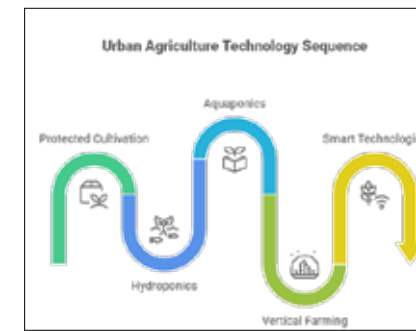 Urban Agriculture Technology Sequence
Aquaponics
Protected Cultivation
Smart Technologi
Hydroponics
Vertical Farming